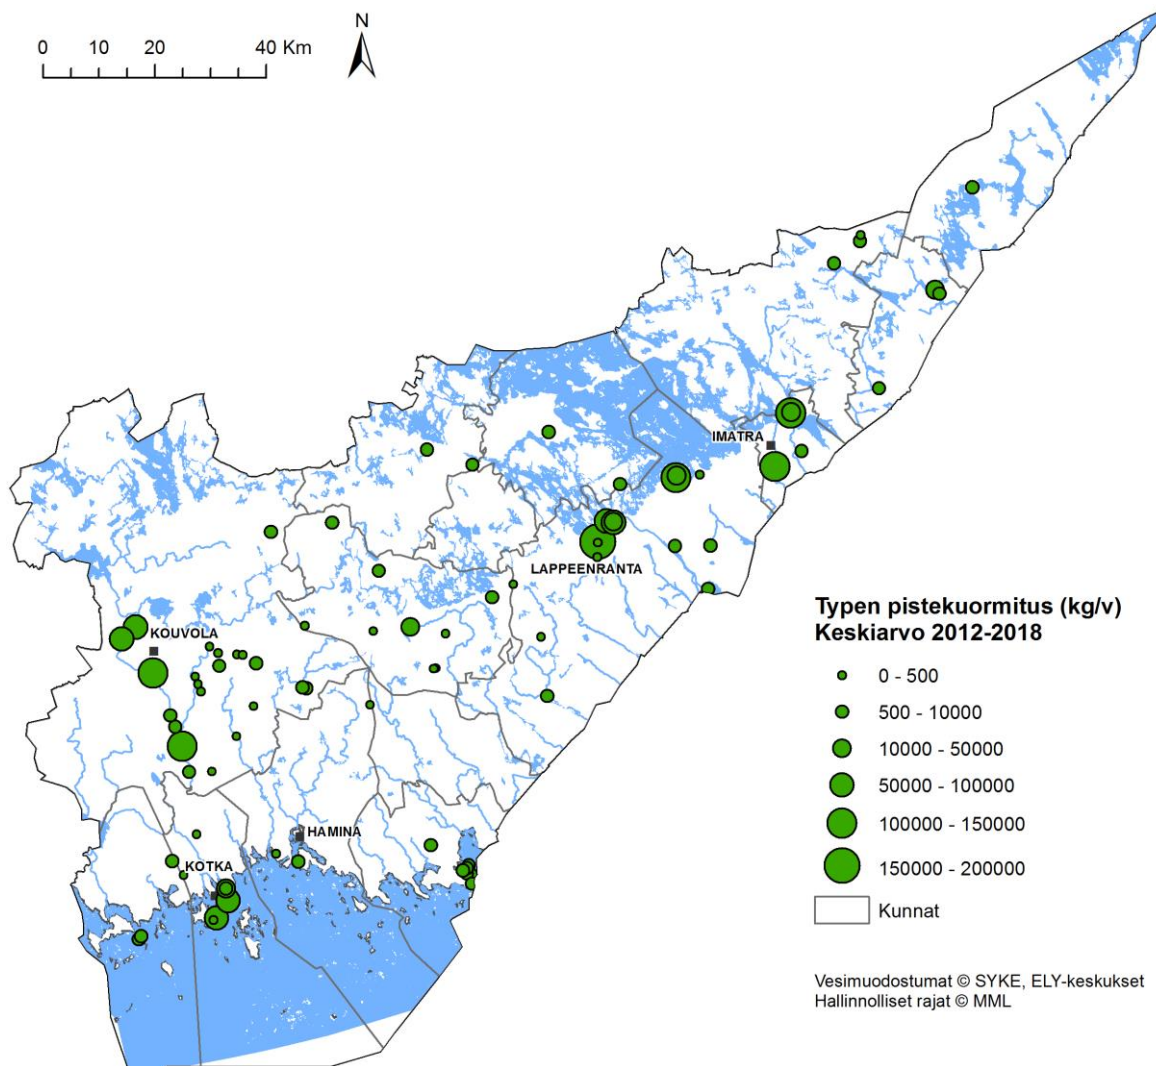 N
0 10 20 40 Km
IMATRA
LAPPEENRANTA
KOUVOLA
HAMINA
KOTKA
Typen pistekuormitus (kg/v)
Keskiarvo 2012-2018
0 - 500
500 - 10000
10000 - 50000
50000 - 100000
100000 - 150000
150000 - 200000
Kunnat
Vesimuodostumat © SYKE, ELY-keskukset
Hallinnolliset rajat © MML